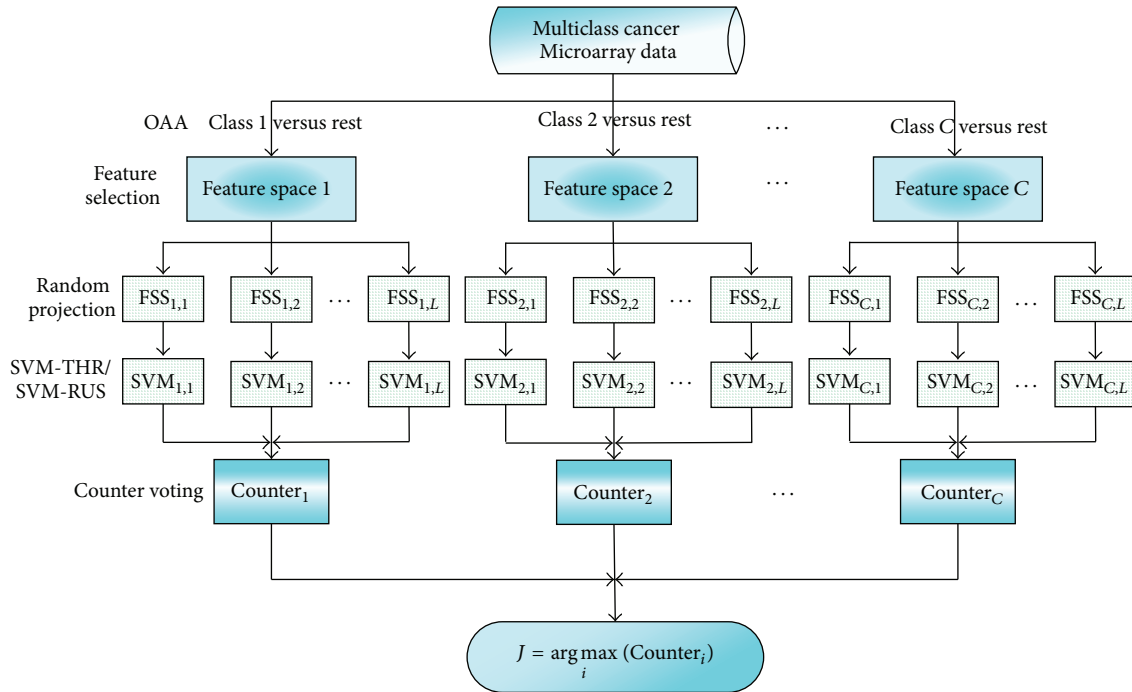 Multiclass cancer
Microarray data
OAA Class 1 versus rest Class 2 versus rest ... Class C versus rest
Feature
selection
Feature space 1 Feature space 2 ... Feature space C
Random
projection
FSS1,1 FSS1,2 ... FSS1,L FSS2,1 FSS2,2 ... FSS2,L FSSC,1 FSSC,2 ... FSSC,L
SVM-THR/
SVM-RUS
SVM1,1 SVM1,2 ... SVM1,L SVM2,1 SVM2,2 ... SVM2,L SVMC,1 SVMC,2 ... SVMC,L
Counter voting Counter1 Counter2 ... CounterC
J = arg max (Counteri)
i